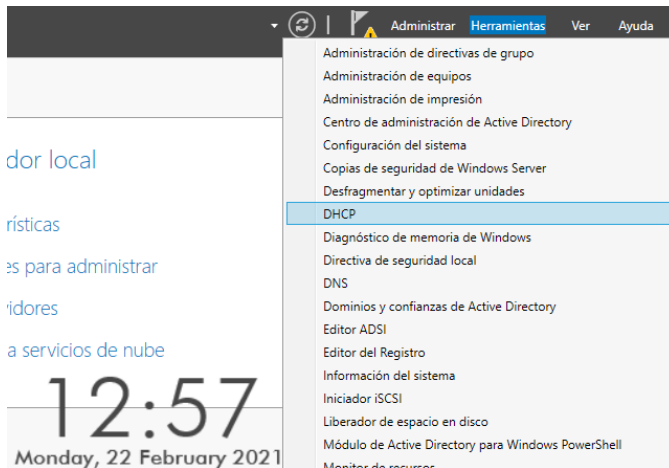 Administrar Herramientas Ver Ayuda
Administración de directivas de grupo
Administración de equipos
Administración de impresión
Centro de administración de Active Directory
Configuración del sistema
Copias de seguridad de Windows Server
Desfragmentar y optimizar unidades
DHCP
Diagnóstico de memoria de Windows
Directiva de seguridad local
DNS
Dominios y confianzas de Active Directory
Editor ADSI
Editor del Registro
Información del sistema
Iniciador iSCSI
Liberador de espacio en disco
Módulo de Active Directory para Windows PowerShell
Monitor de recursos
dor local
rísticas
es para administrar
idores
a servicios de nube
12:57
Monday, 22 February 2021